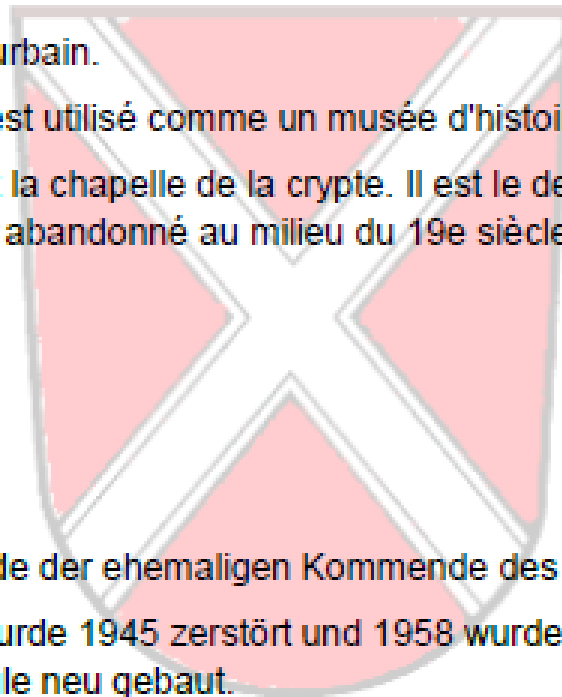 urbain.
est utilisé comme un musée d'histoi
la chapelle de la crypte. Il est le de
abandonné au milieu du 19e siècle
de der ehemaligen Kommende des
urde 1945 zerstört und 1958 wurde
le neu gebaut.